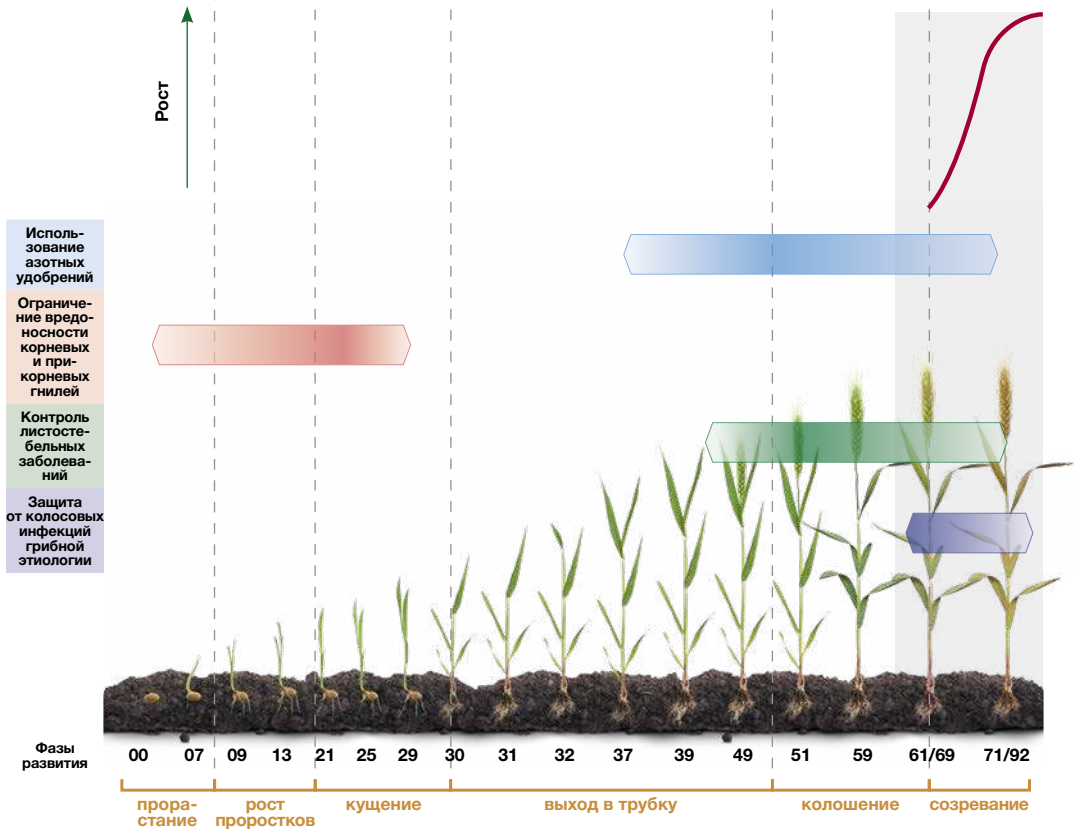 Рост
Исполь-
зование
азотных
удобрений
Ограниче-
ние вредо-
носности
корневых
и при-
корневых
гнилей
Контроль
листосте-
бельных
заболева-
ний
Защита
от колосовых
инфекций
грибной
этиологии
Фазы
развития
00 07 09 13 21 25 29 30 31 32 37 39 49 51 59 61/69 71/92
прора-
стание
рост
проростков
кущение
выход в трубку
колошение
созревание